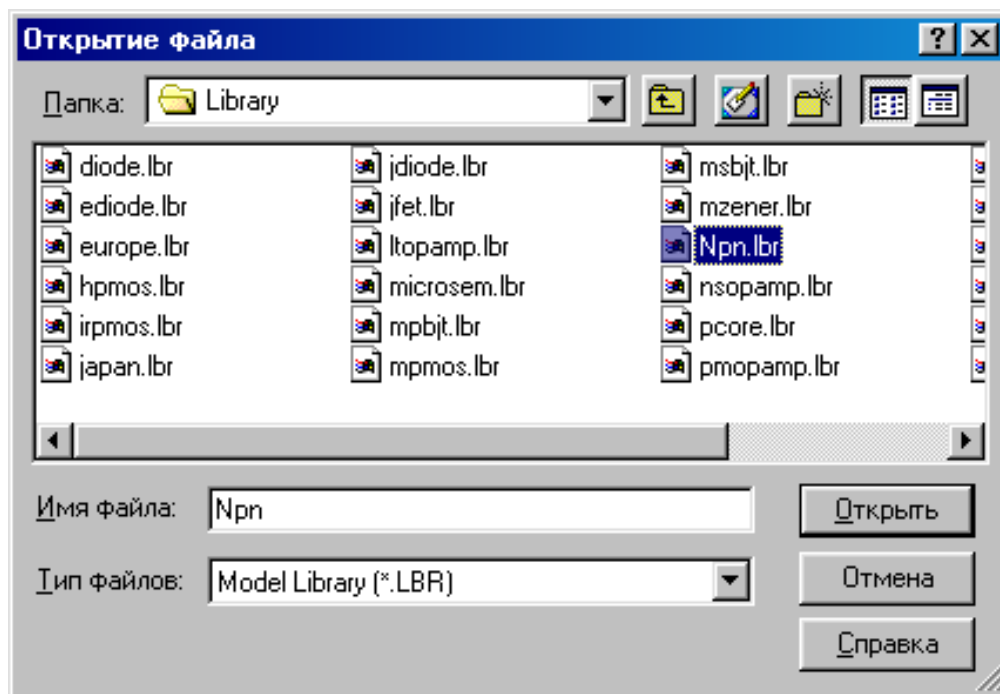 Открытие файла
Папка: Library
diode.lbr jdiode.lbr msbjt.lbr
ediode.lbr jfet.lbr mzener.lbr
europe.lbr ltopamp.lbr Npn.lbr
hpmos.lbr microsem.lbr nsopamp.lbr
irpmos.lbr mpbjt.lbr pcore.lbr
japan.lbr mpmos.lbr pmopamp.lbr
Имя файла: Npn Открыть
Тип файлов: Model Library (*.LBR) Отмена
Справка